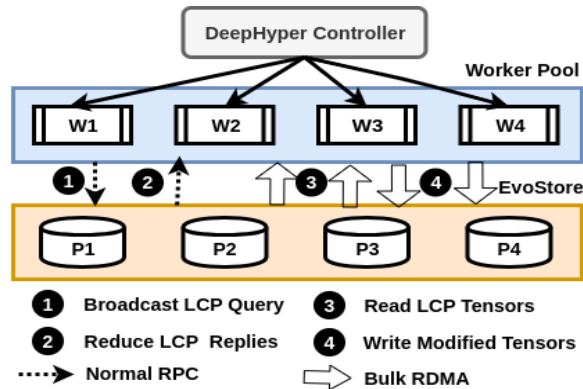 DeepHyper Controller
Worker Pool
W1 W2 W3 W4
1 2 3 4
EvoStore
P1 P2 P3 P4
1 Broadcast LCP Query 3 Read LCP Tensors
2 Reduce LCP Replies 4 Write Modified Tensors
Normal RPC Bulk RDMA